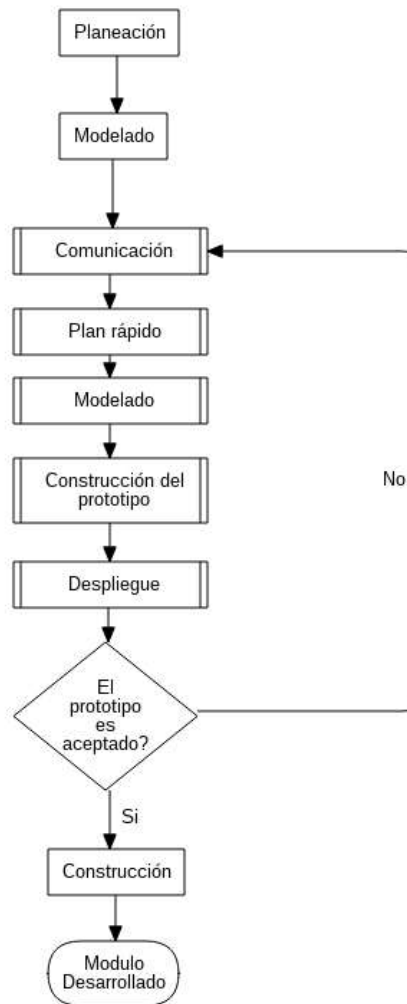 Planeación
Modelado
Comunicación
Plan rápido
Modelado
Construcción del
prototipo
No
Despliegue
El
prototipo
es
aceptado?
Si
Construcción
Modulo
Desarrollado